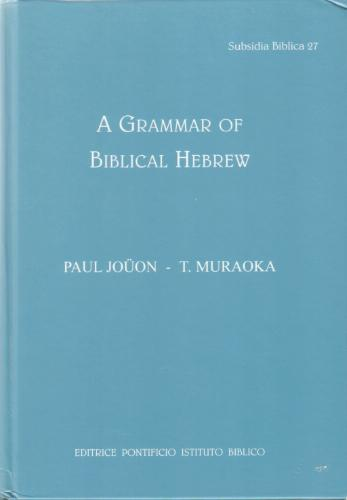 Subsidia Biblica 27
A GRAMMAR OF
BIBLICAL HEBREW
PAUL JOÜON - T. MURAOKA
EDITRICE PONTIFICIO ISTITUTO BIBLICO